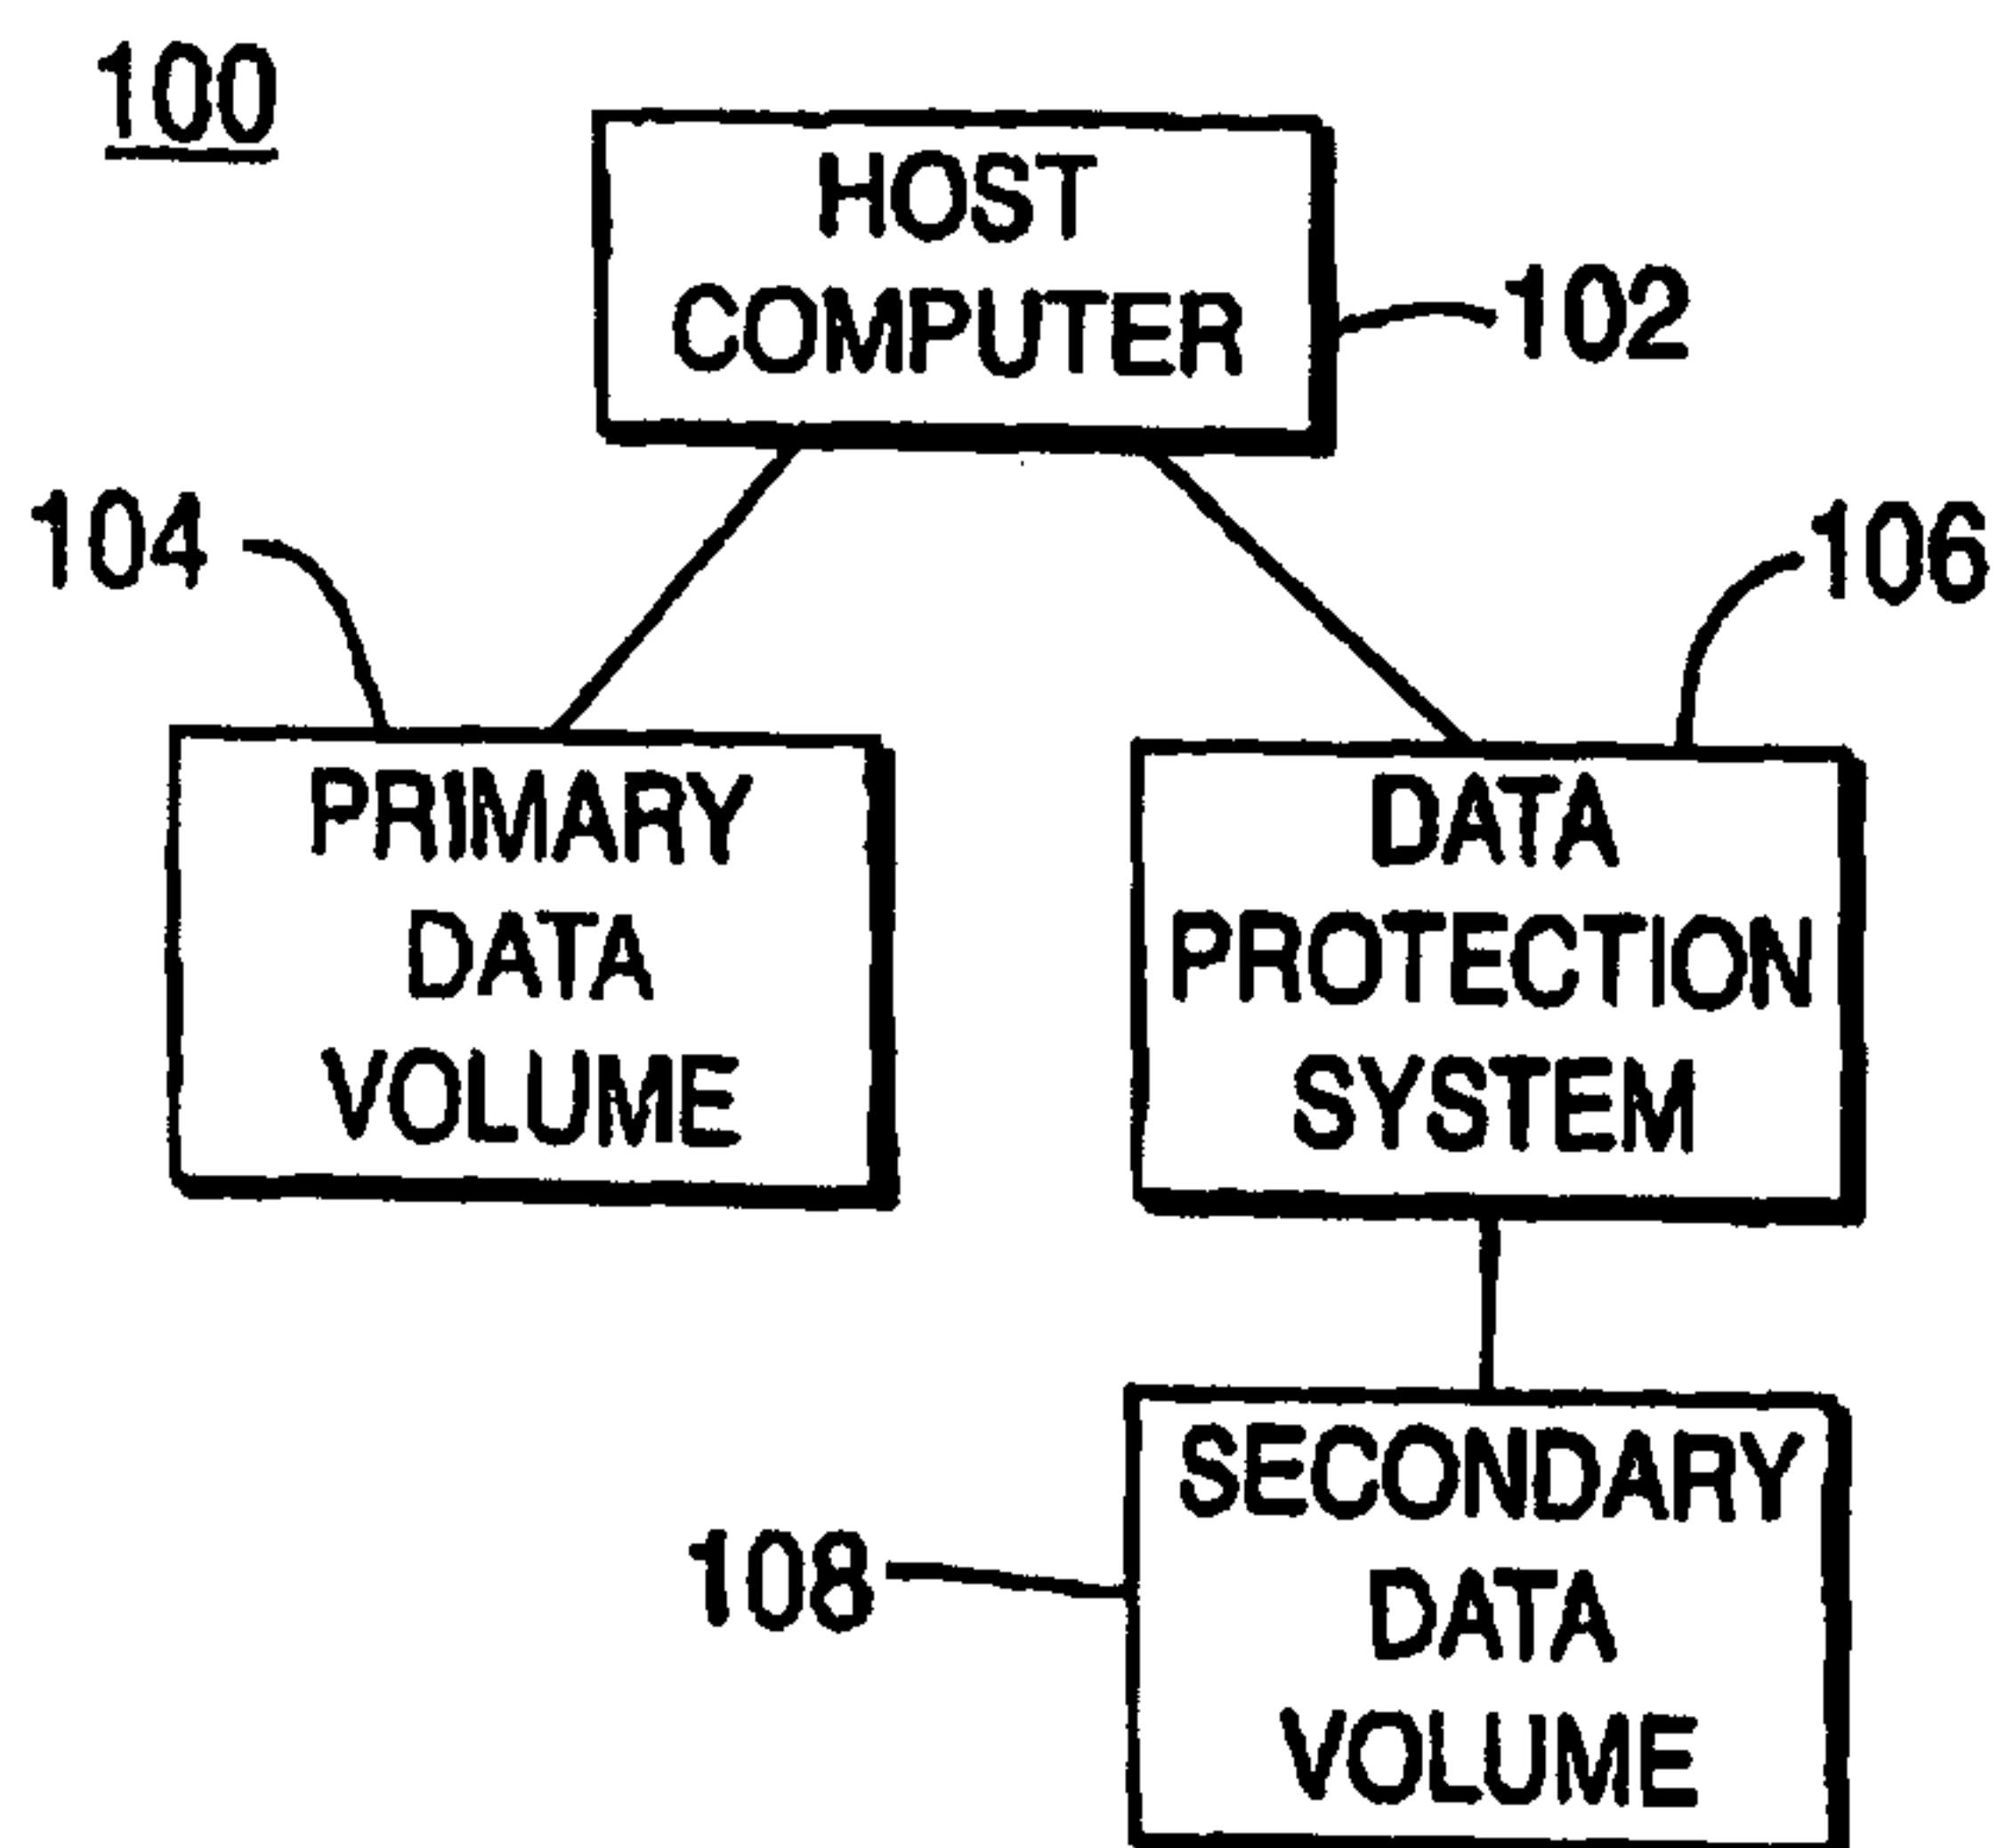 100
HOST
COMPUTER
102
104
106
PRIMARY
DATA
VOLUME
DATA
PROTECTION
SYSTEM
108
SECONDARY
DATA
VOLUME